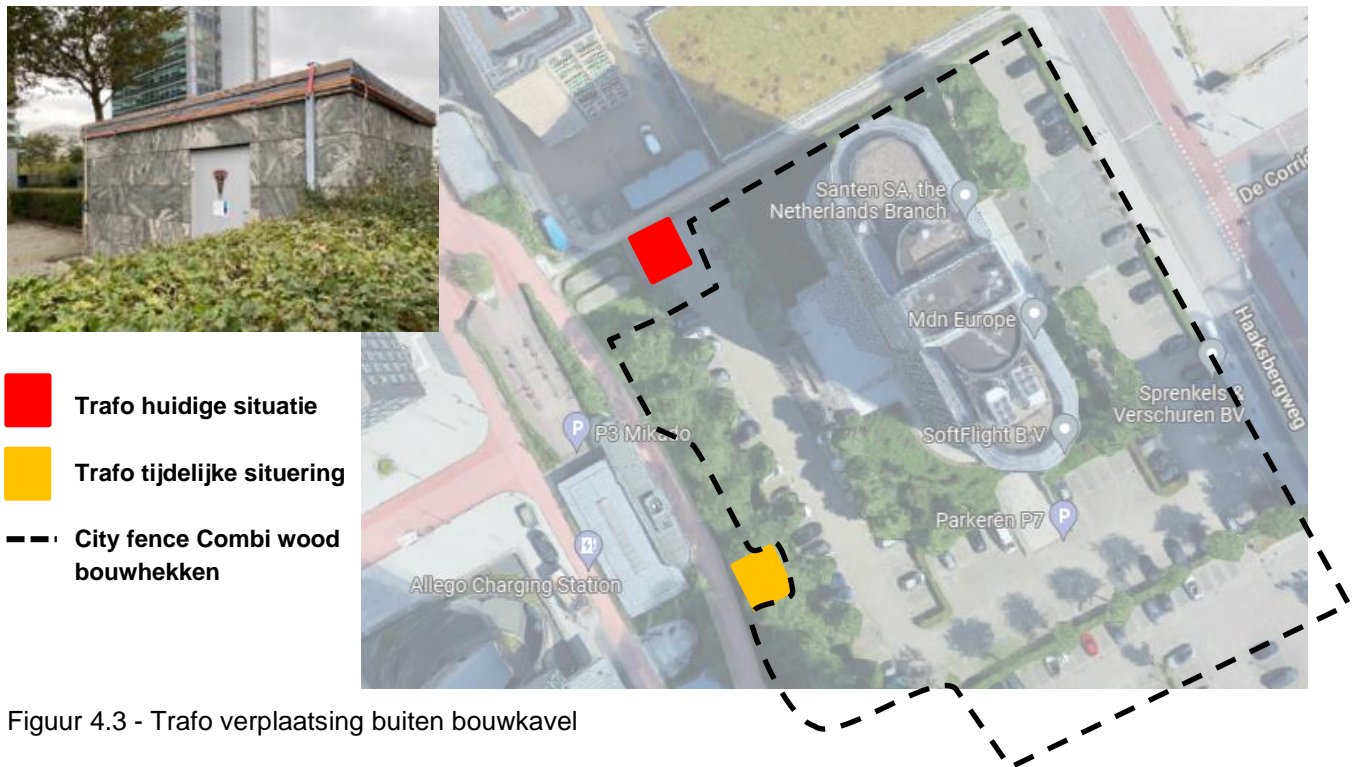 Santen SA, the
Netherlands Branch
De Corrid
Mdn Europe
Haaksbergweg
Sprenkels &
Verschuren BV
SoftFlight B.V
P3 Mikado
P
Parkeren P7
P
Allego Charging Station
Trafo huidige situatie
Trafo tijdelijke situering
City fence Combi wood
bouwhekken
Figuur 4.3 - Trafo verplaatsing buiten bouwkavel